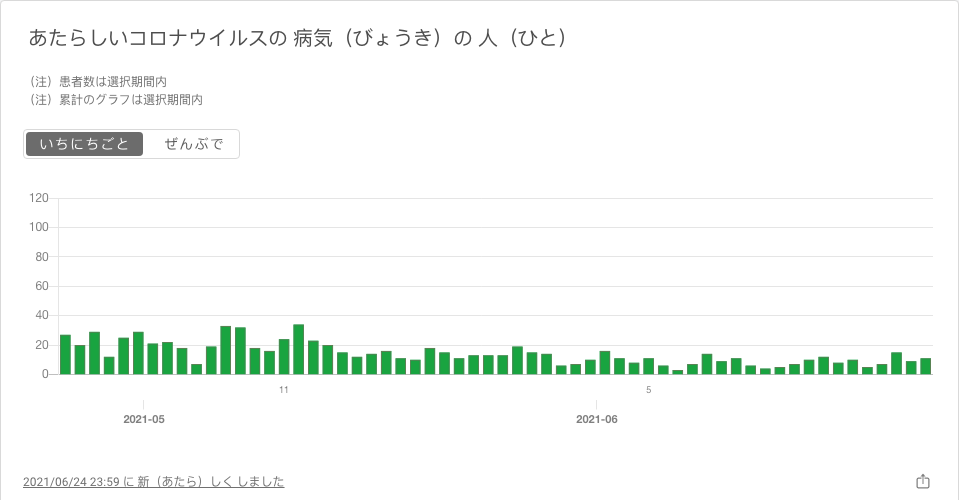 あたらしいコロナウイルスの 病気（びょうき）の 人（ひと）
（注）患者数は選択期間内
（注）累計のグラフは選択期間内
いちにちごと ぜんぶで
120
100
80
60
40
20
0
11 5
2021-05 2021-06
2021/06/24 23:59 に 新（あたら）しく しました